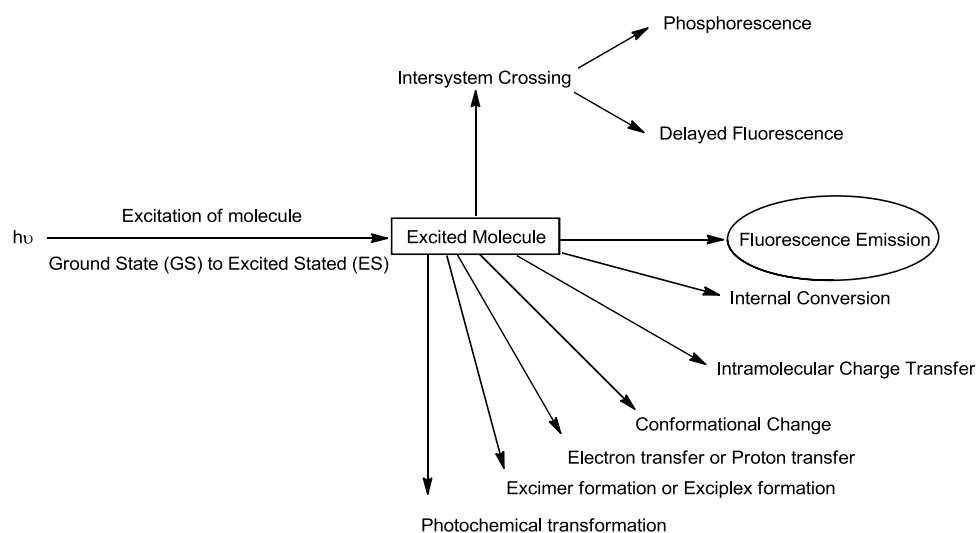 Phosphorescence
Intersystem Crossing
Delayed Fluorescence
Excitation of molecule
hυ
Excited Molecule
Fluorescence Emission
Ground State (GS) to Excited Stated (ES)
Internal Conversion
Intramolecular Charge Transfer
Conformational Change
Electron transfer or Proton transfer
Excimer formation or Exciplex formation
Photochemical transformation